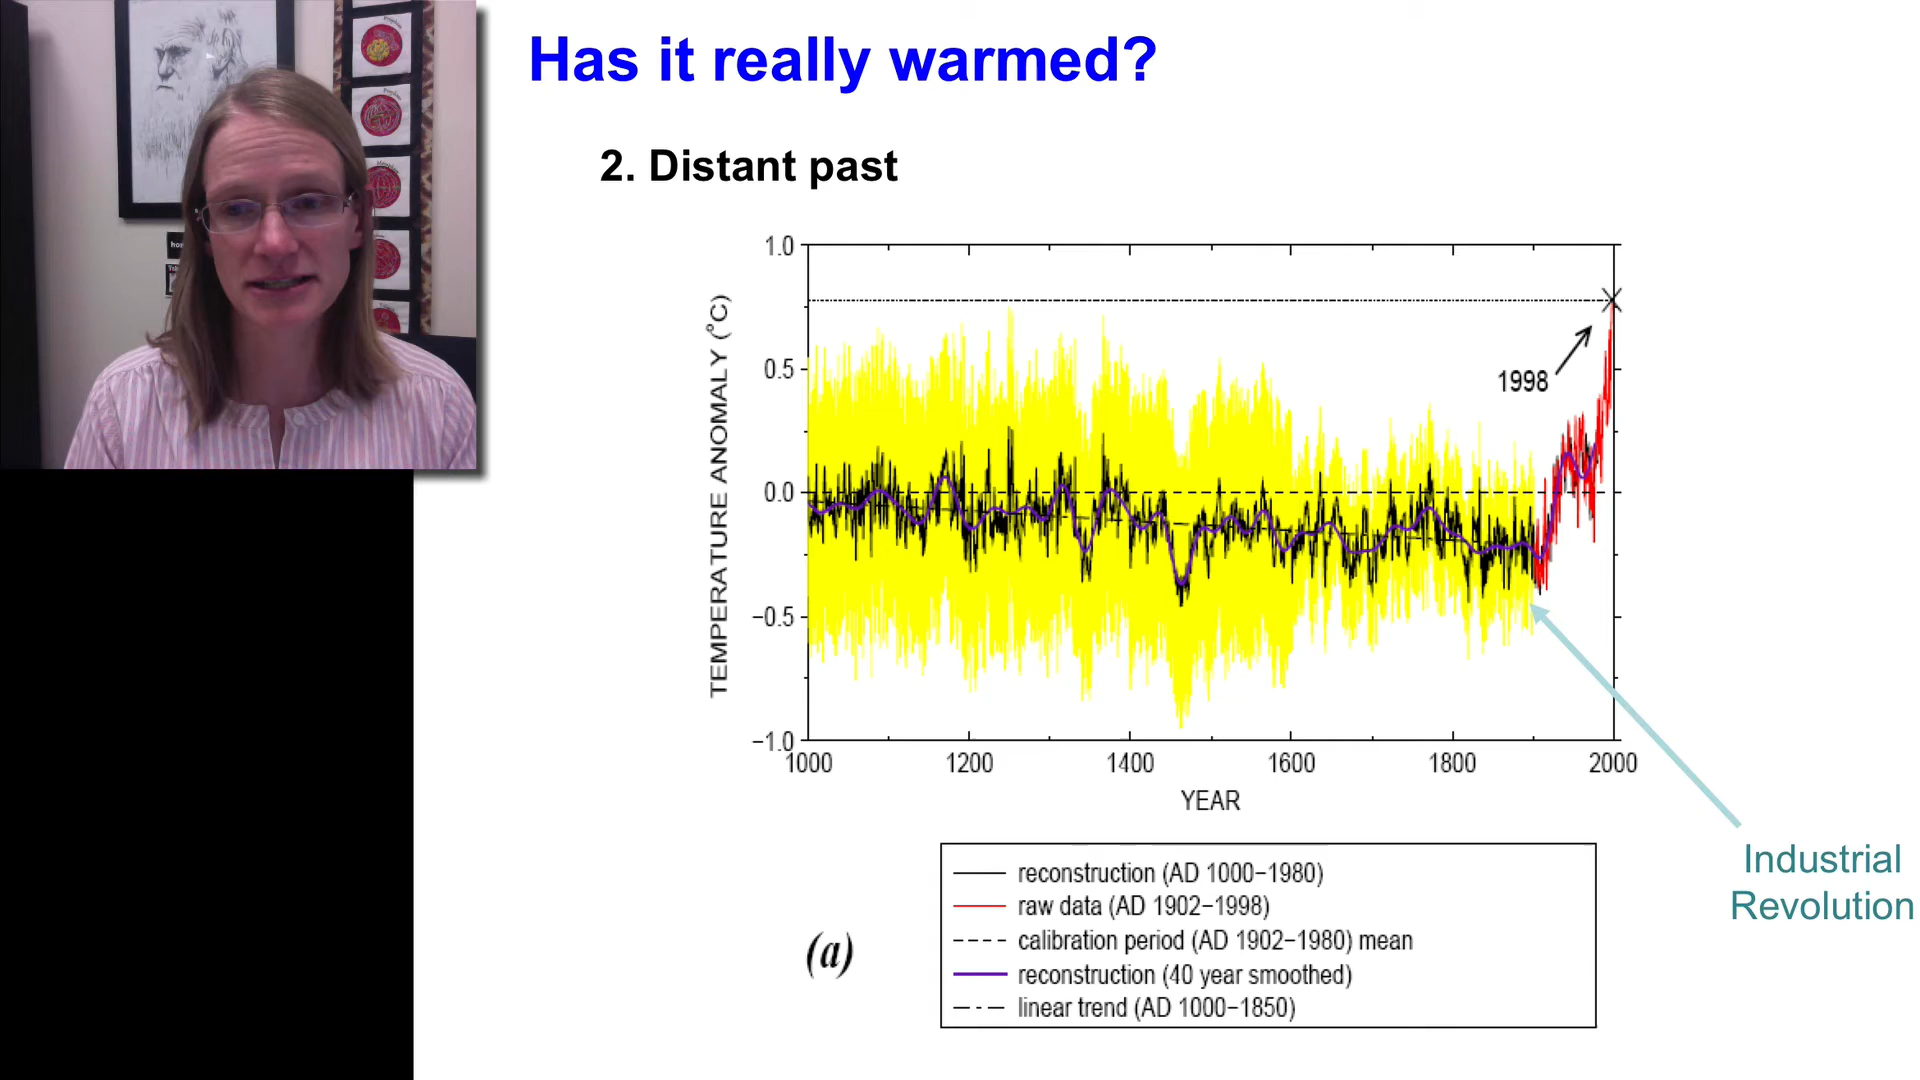 Has it really warmed?
2. Distant past
1.0
0.5
0.0
−0.5
−1.0
TEMPERATURE ANOMALY (°C)
1998
1000 1200 1400 1600 1800 2000
YEAR
Industrial
Revolution
(a)
reconstruction (AD 1000−1980)
raw data (AD 1902−1998)
calibration period (AD 1902−1980) mean
reconstruction (40 year smoothed)
linear trend (AD 1000−1850)